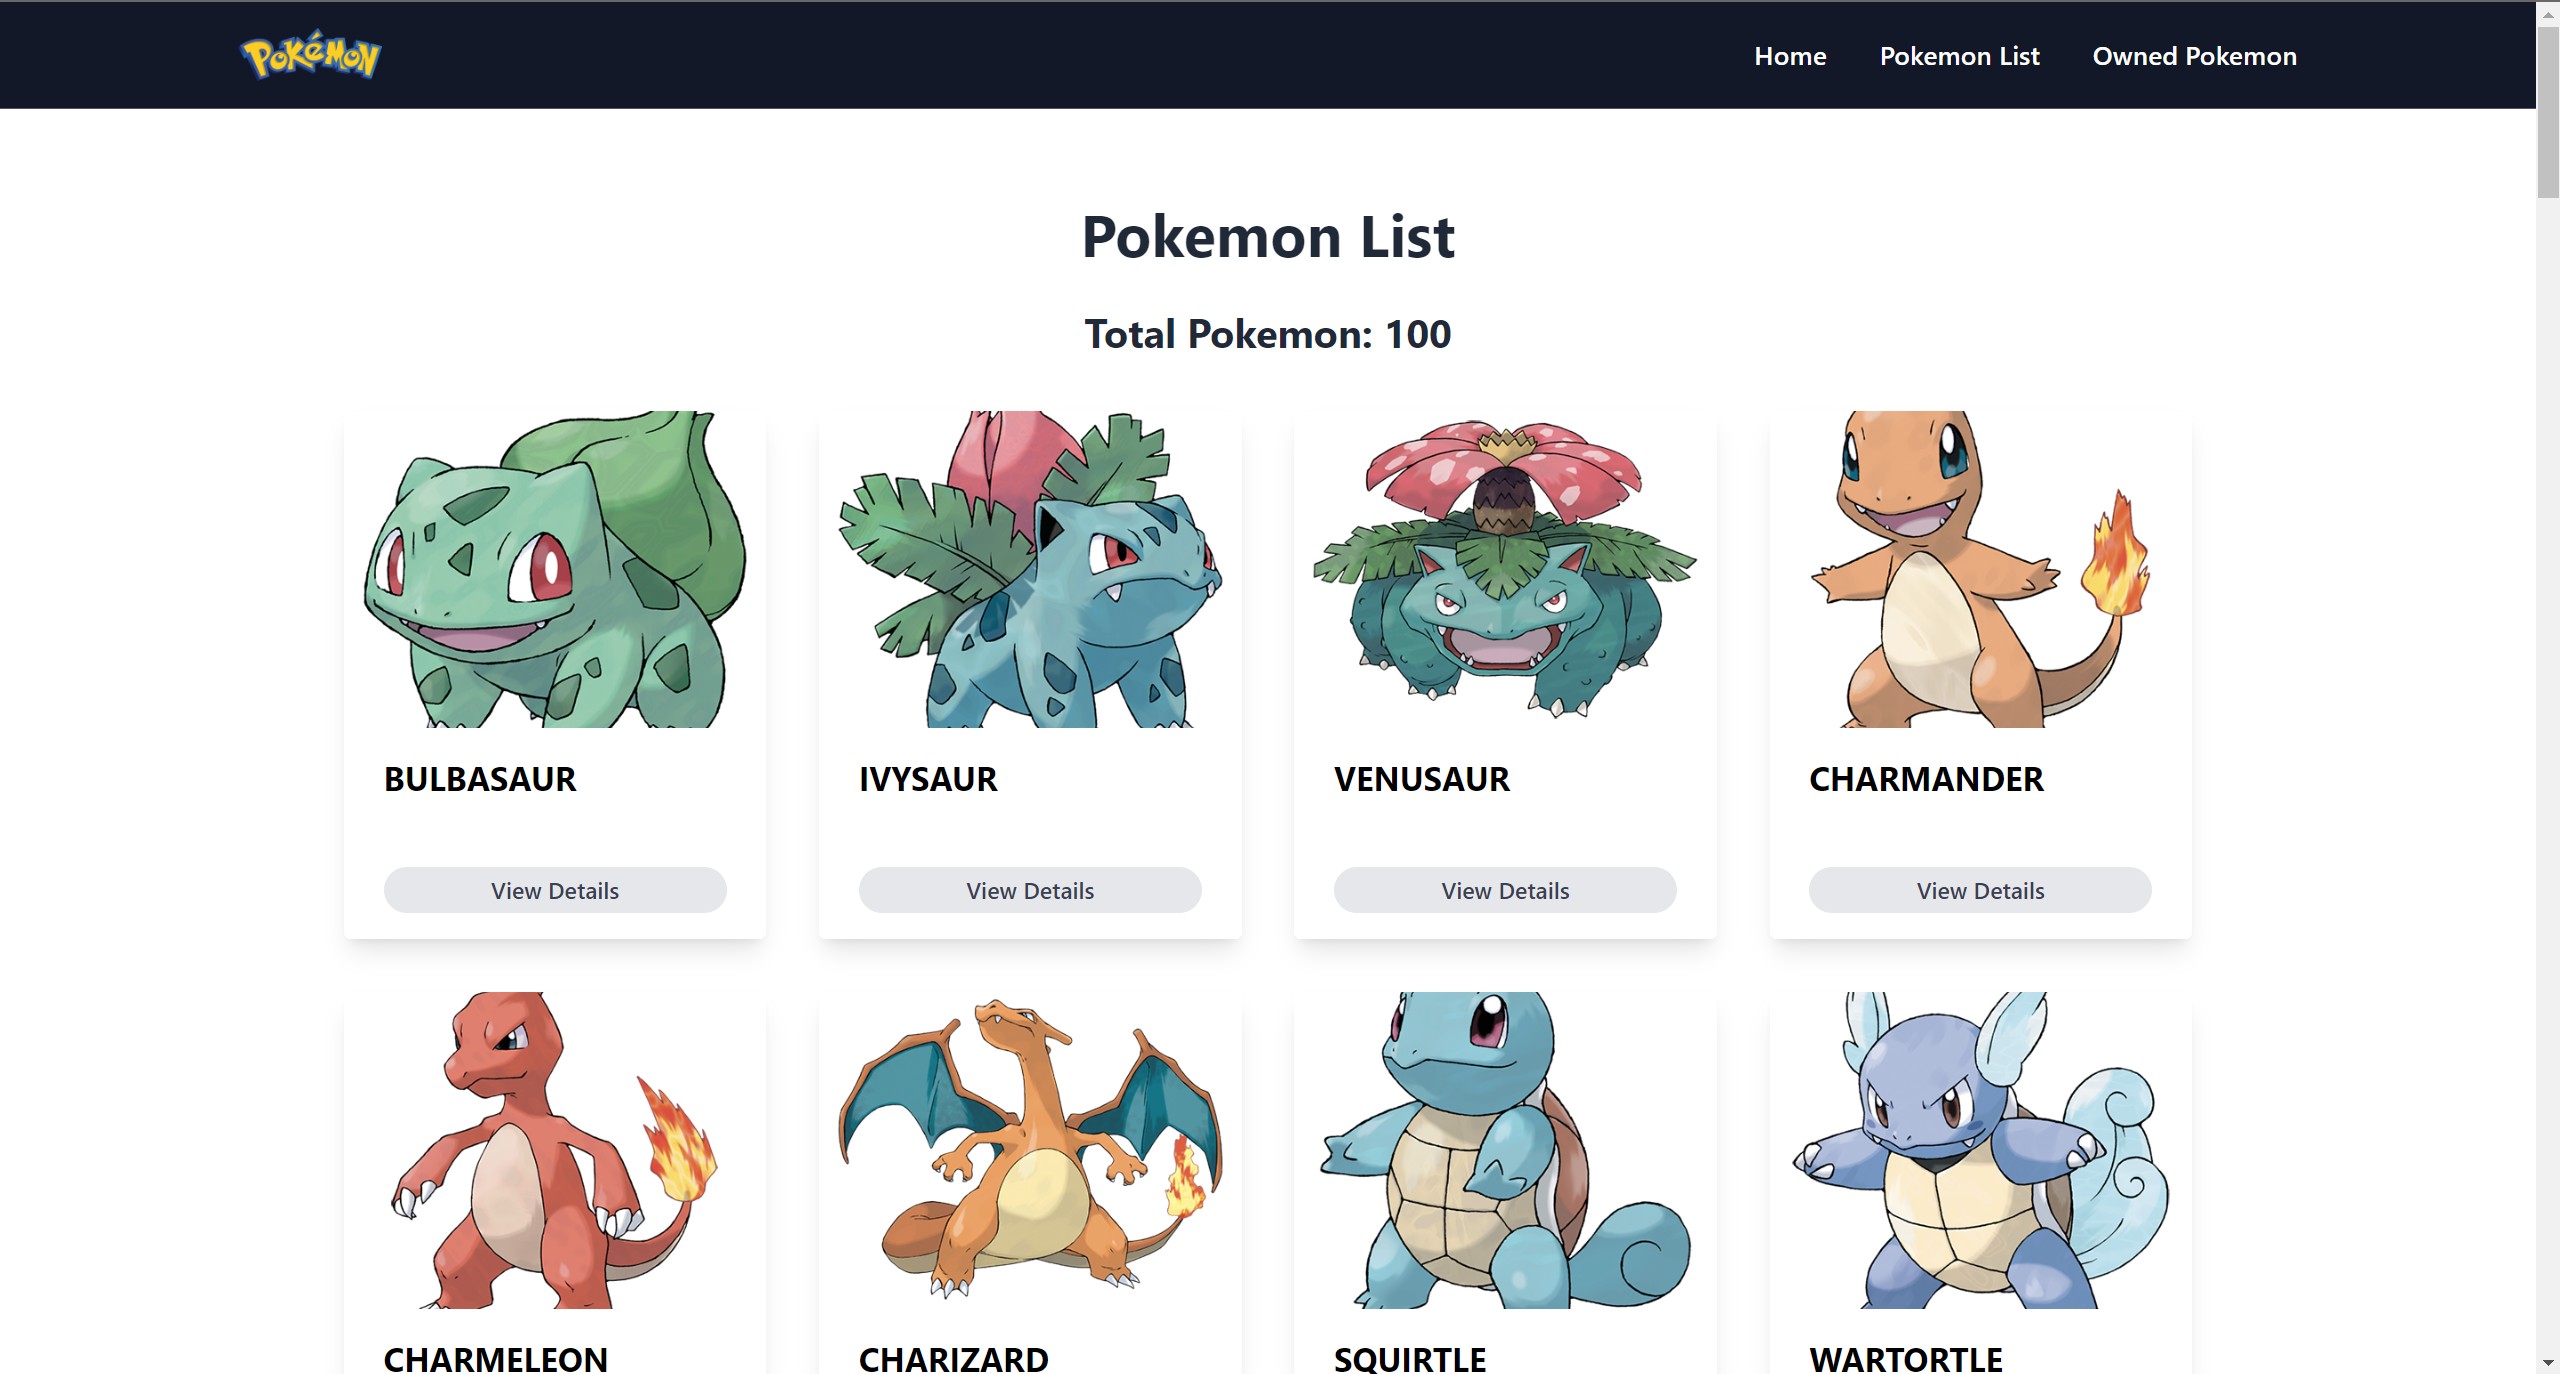 Pokémon
Home Pokemon List Owned Pokemon
Pokemon List
Total Pokemon: 100
BULBASAUR IVYSAUR VENUSAUR CHARMANDER
View Details View Details View Details View Details
CHARMELEON CHARIZARD SQUIRTLE WARTORTLE